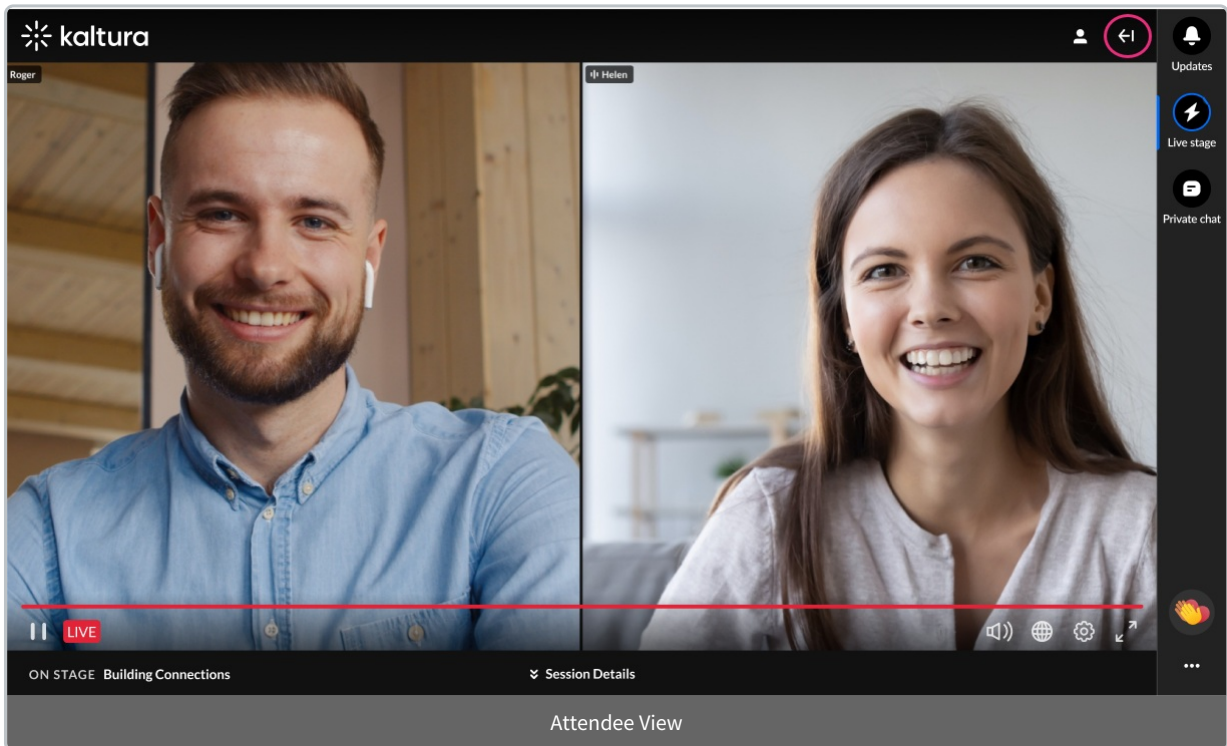 kaltura
Updates
Roger
Helen
Live stage
Private chat
LIVE
ON STAGE Building Connections
Session Details
Attendee View